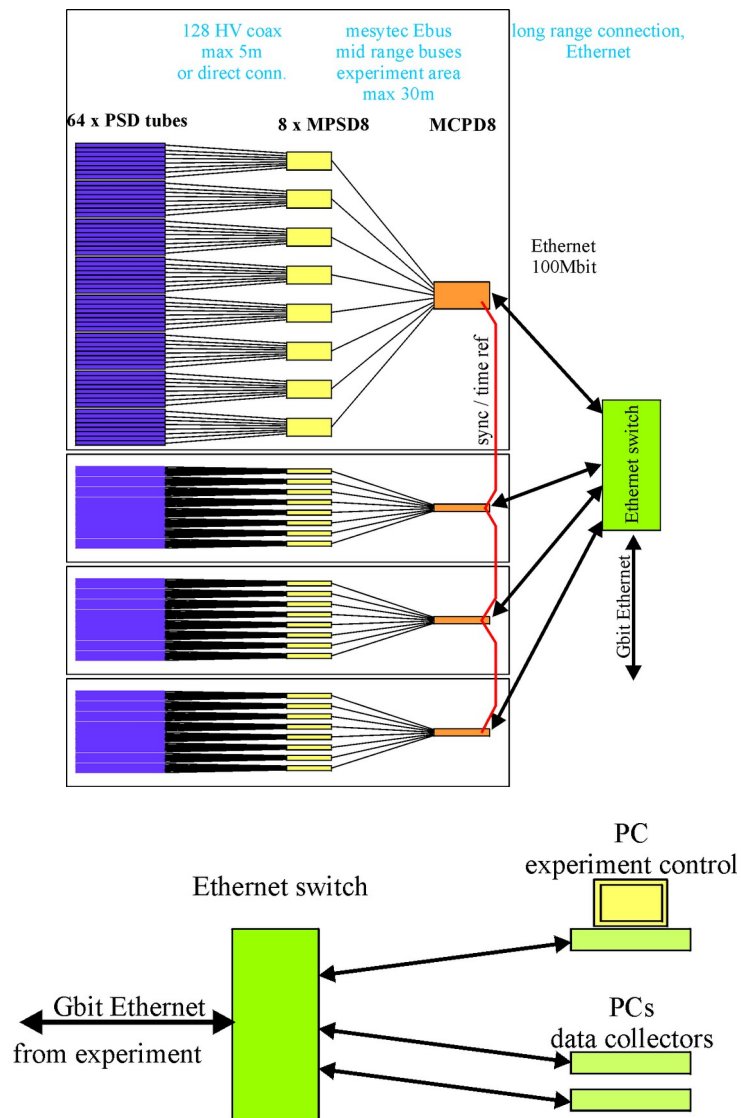 128 HV coax
max 5m
or direct conn.
mesytec Ebus
mid range buses
experiment area
max 30m
long range connection,
Ethernet
64 x PSD tubes
8 x MPSD8
MCPD8
Ethernet
100Mbit
sync / time ref
Ethernet switch
Gbit Ethernet
PC
experiment control
Ethernet switch
Gbit Ethernet
from experiment
PCs
data collectors